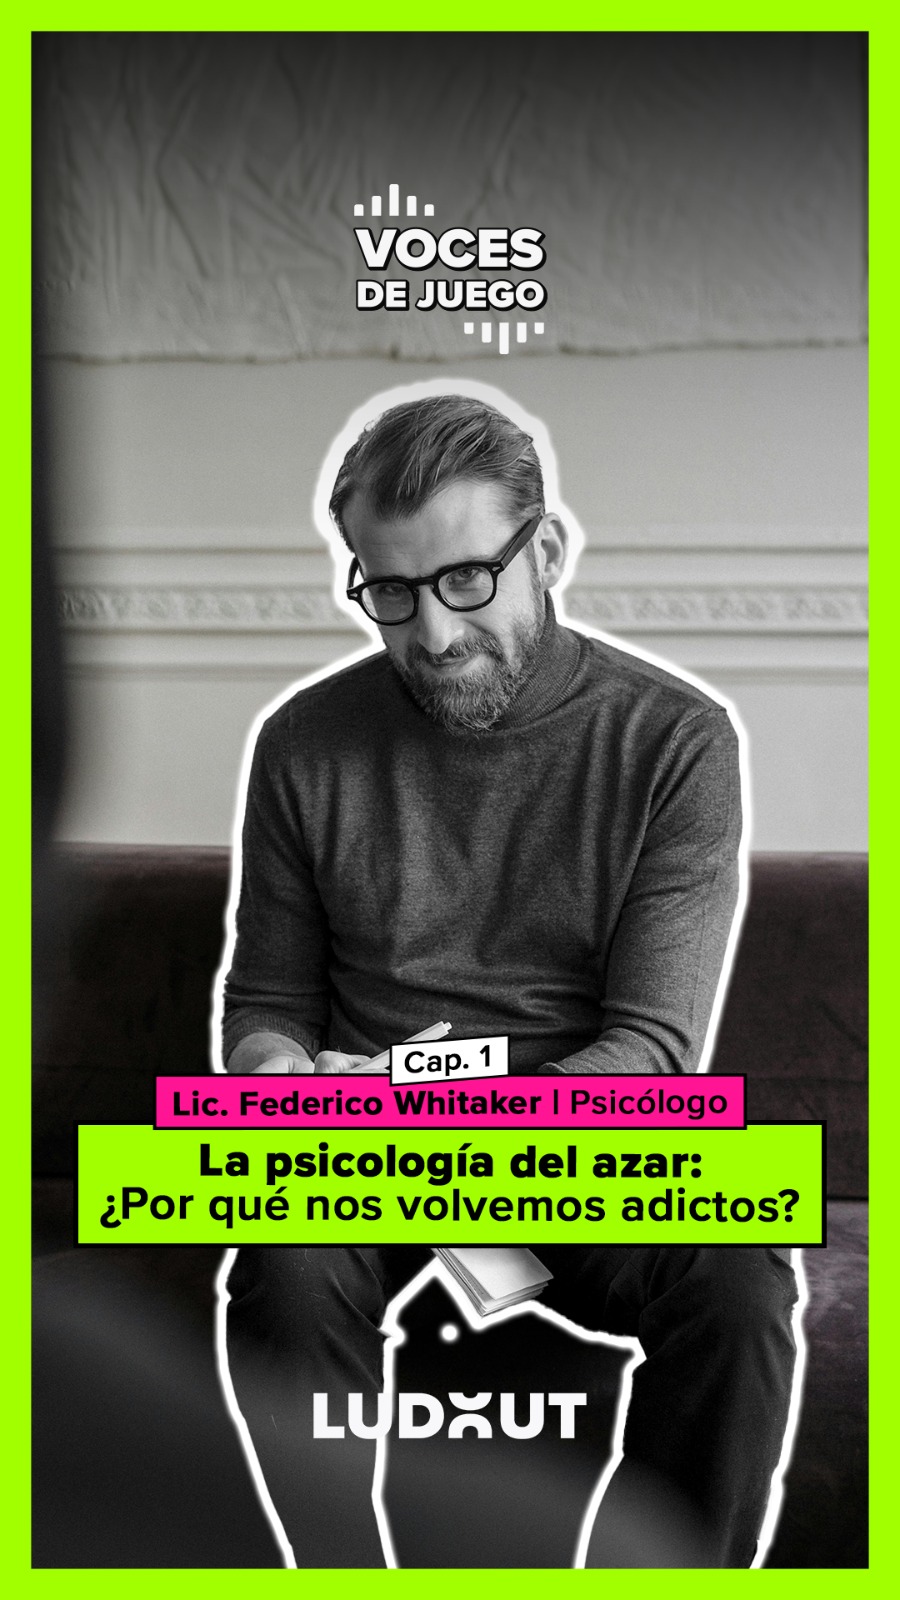 VOCES
DE JUEGO
Cap. 1
Lic. Federico Whitaker | Psicólogo
La psicología del azar:
¿Por qué nos volvemos adictos?
LUDOUT